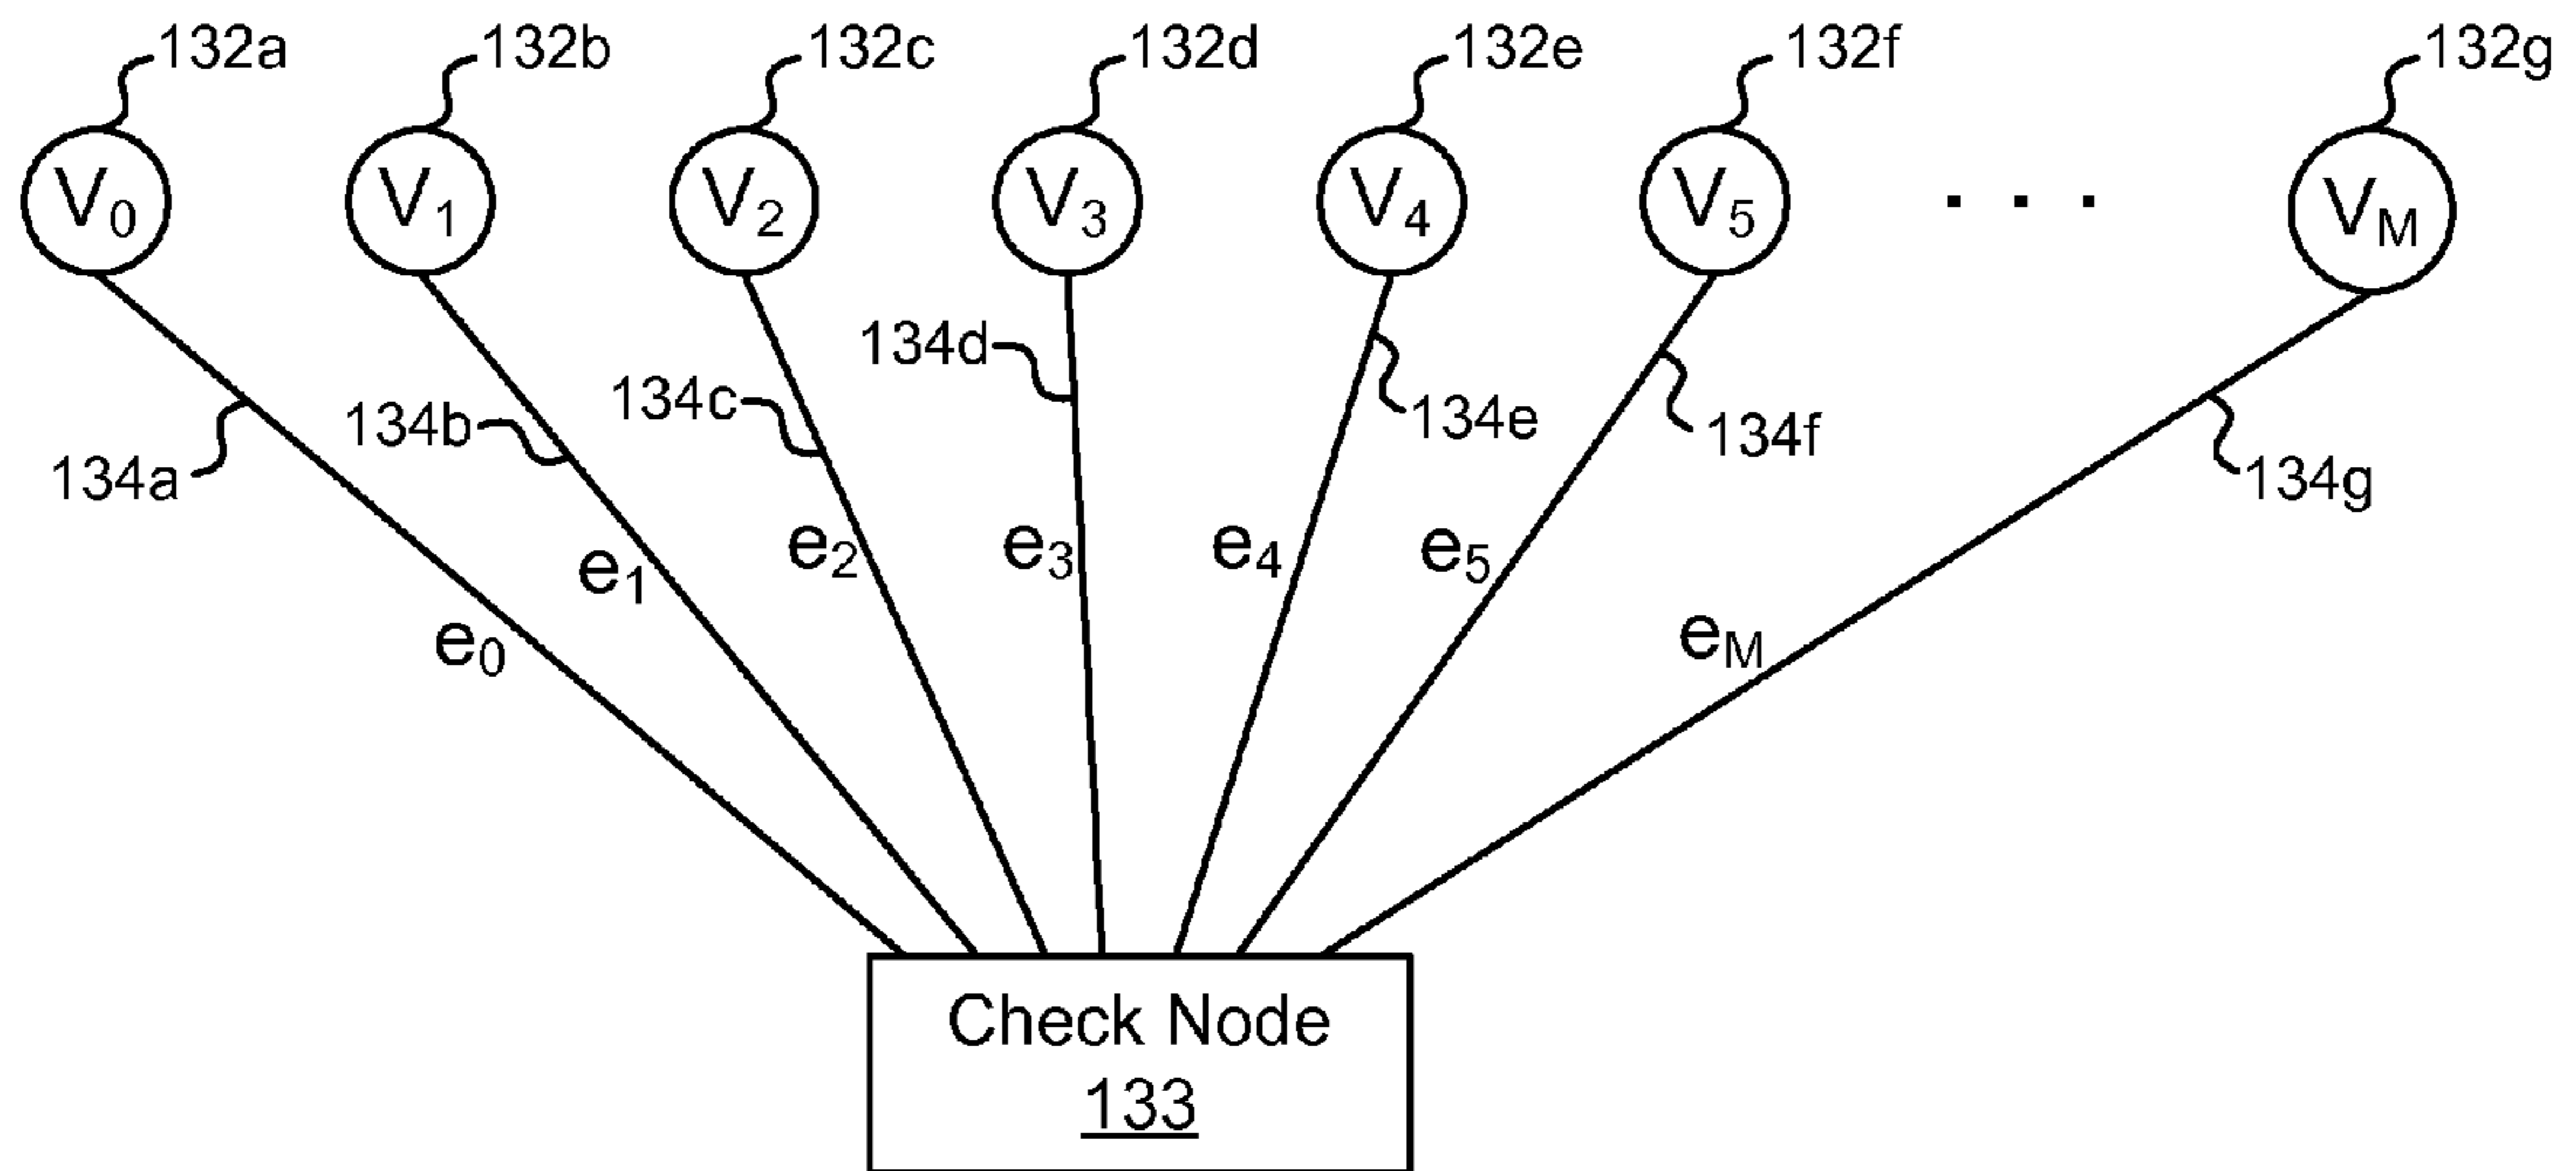 132a 132b 132c 132d 132e 132f 132g
V0 V1 V2 V3 V4 V5 . . . VM
134d
134c 134e
134b 134f
134a 134g
e2 e3 e4 e5
e1
e0 eM
Check Node
133